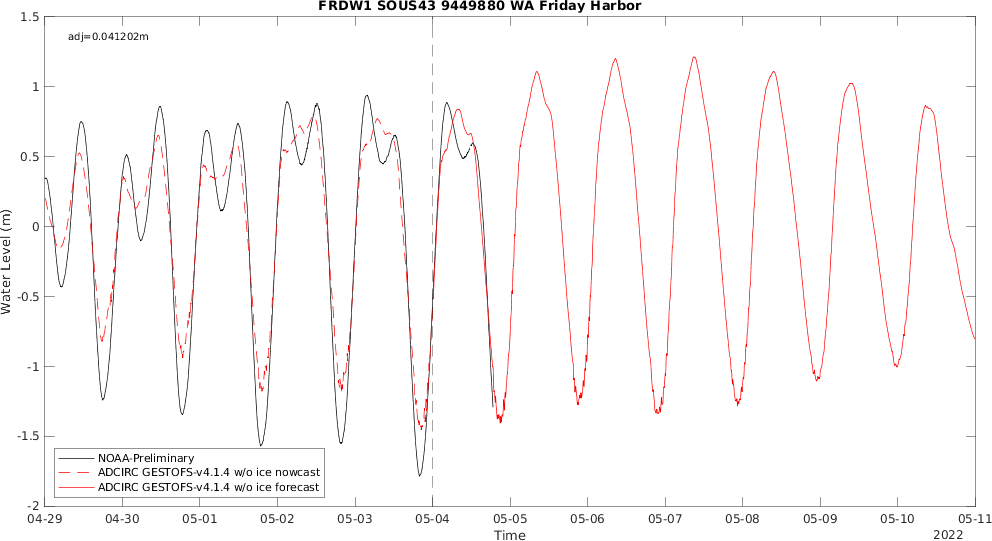 FRDW1 SOUS43 9449880 WA Friday Harbor
adj=0.041202m
1.5
1
0.5
0
-0.5
-1
-1.5
-2
Water Level (m)
NOAA-Preliminary
ADCIRC GESTOFS-v4.1.4 w/o ice nowcast
ADCIRC GESTOFS-v4.1.4 w/o ice forecast
04-29 04-30 05-01 05-02 05-03 05-04 05-05 05-06 05-07 05-08 05-09 05-10 05-11
Time
2022